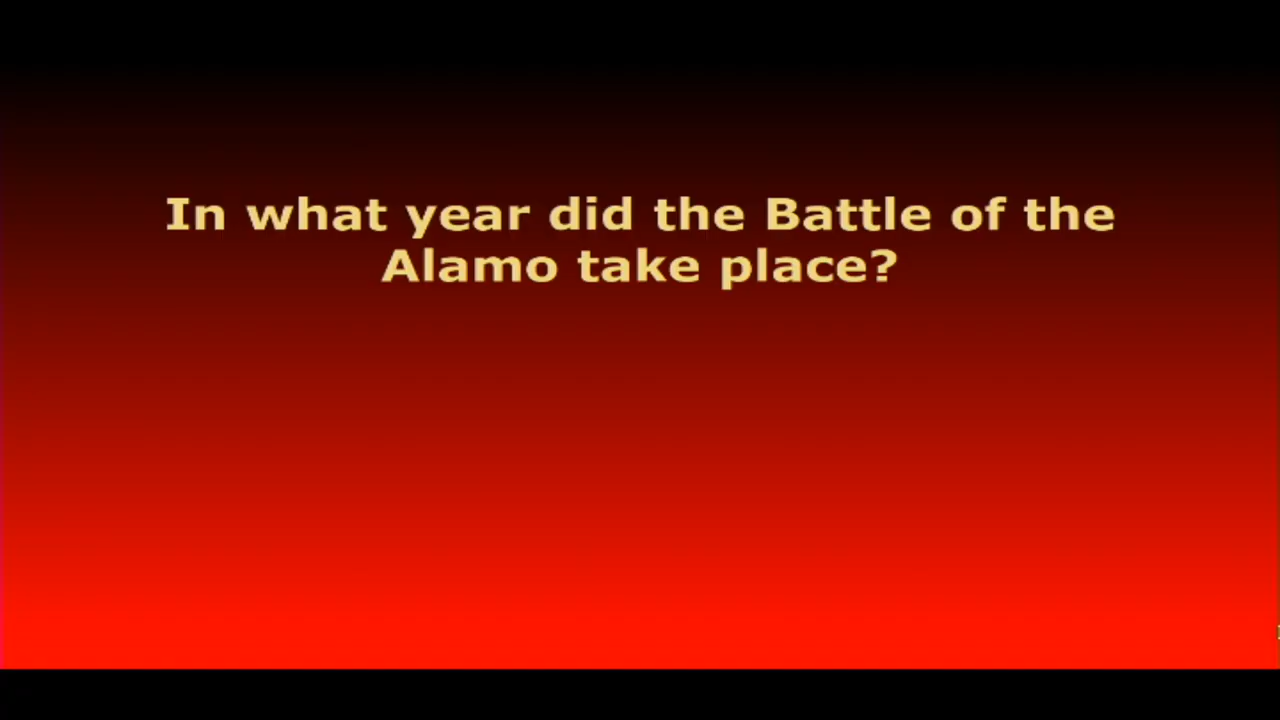 In what year did the Battle of the
Alamo take place?